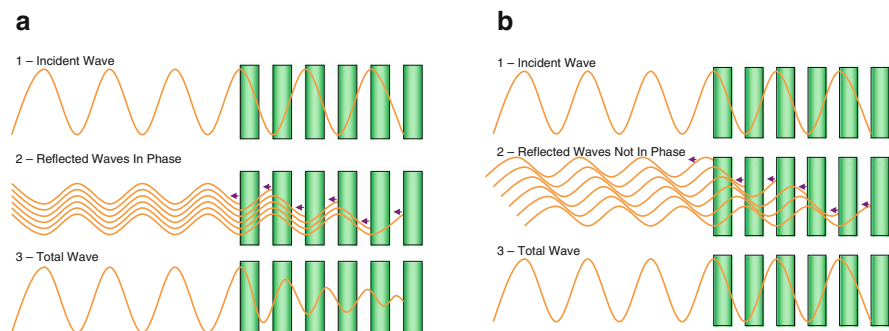 a
1 – Incident Wave
2 – Reflected Waves In Phase
3 – Total Wave
b
1 – Incident Wave
2 – Reflected Waves Not In Phase
3 – Total Wave